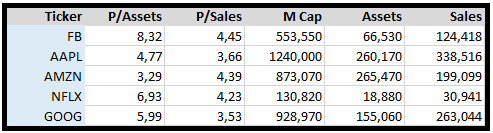 Ticker P/Assets P/Sales M Cap Assets Sales
FB 8,32 4,45 553,550 66,530 124,418
AAPL 4,77 3,66 1240,000 260,170 338,516
AMZN 3,29 4,39 873,070 265,470 199,099
NFLX 6,93 4,23 130,820 18,880 30,941
GOOG 5,99 3,53 928,970 155,060 263,044